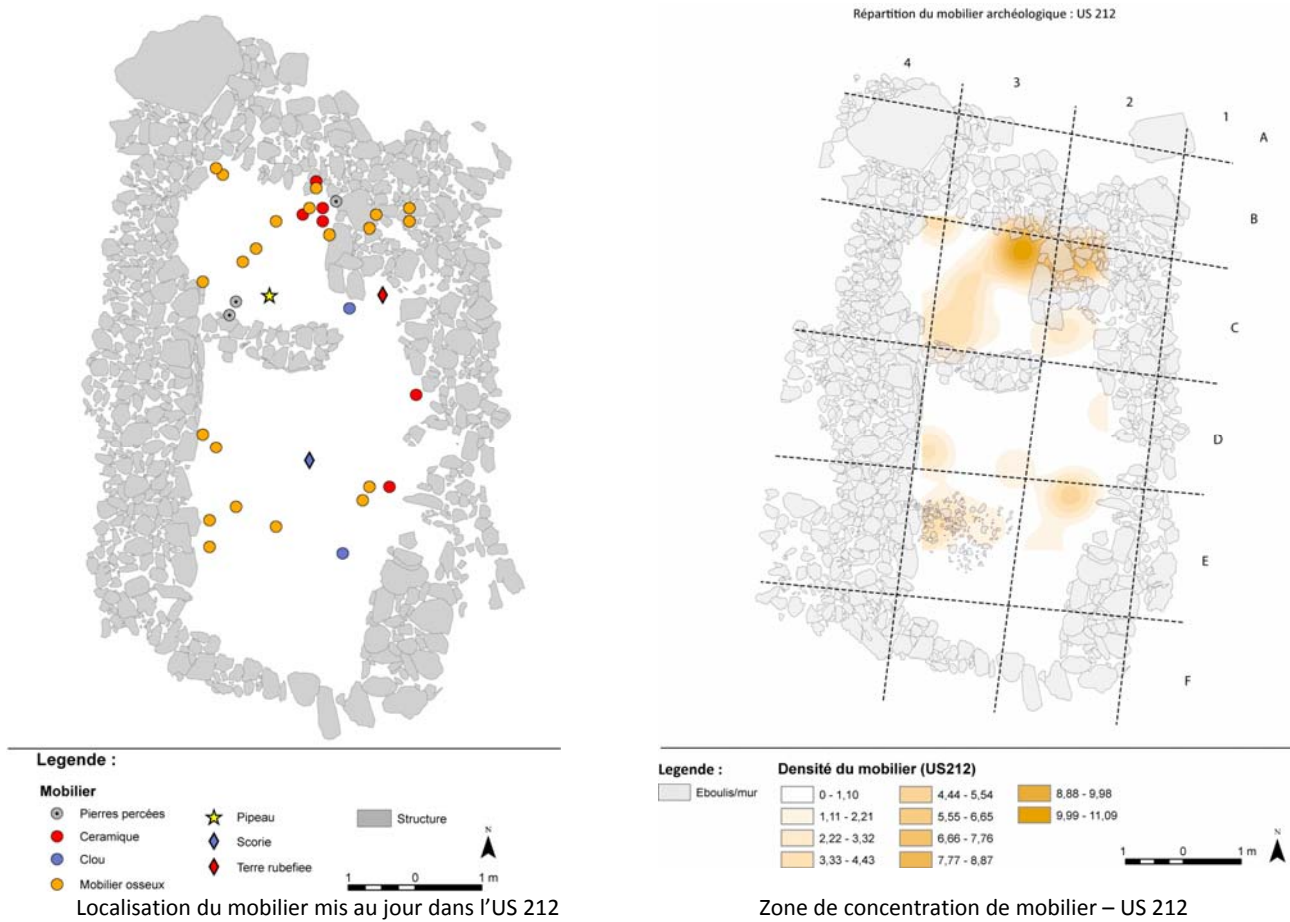 Répartition du mobilier archéologique : US 212
4
3
2
1
A
B
C
D
E
F
Legende :
Mobilier
Pierres percées
Ceramique
Clou
Mobilier osseux
Pipeau
Scorie
Terre rubefiee
Structure
N
1 0 1 m
Localisation du mobilier mis au jour dans l'US 212
Legende :
Eboulis/mur
Densité du mobilier (US212)
0 - 1,10
1,11 - 2,21
2,22 - 3,32
3,33 - 4,43
4,44 - 5,54
5,55 - 6,65
6,66 - 7,76
7,77 - 8,87
8,88 - 9,98
9,99 - 11,09
N
1 0 1 m
Zone de concentration de mobilier – US 212